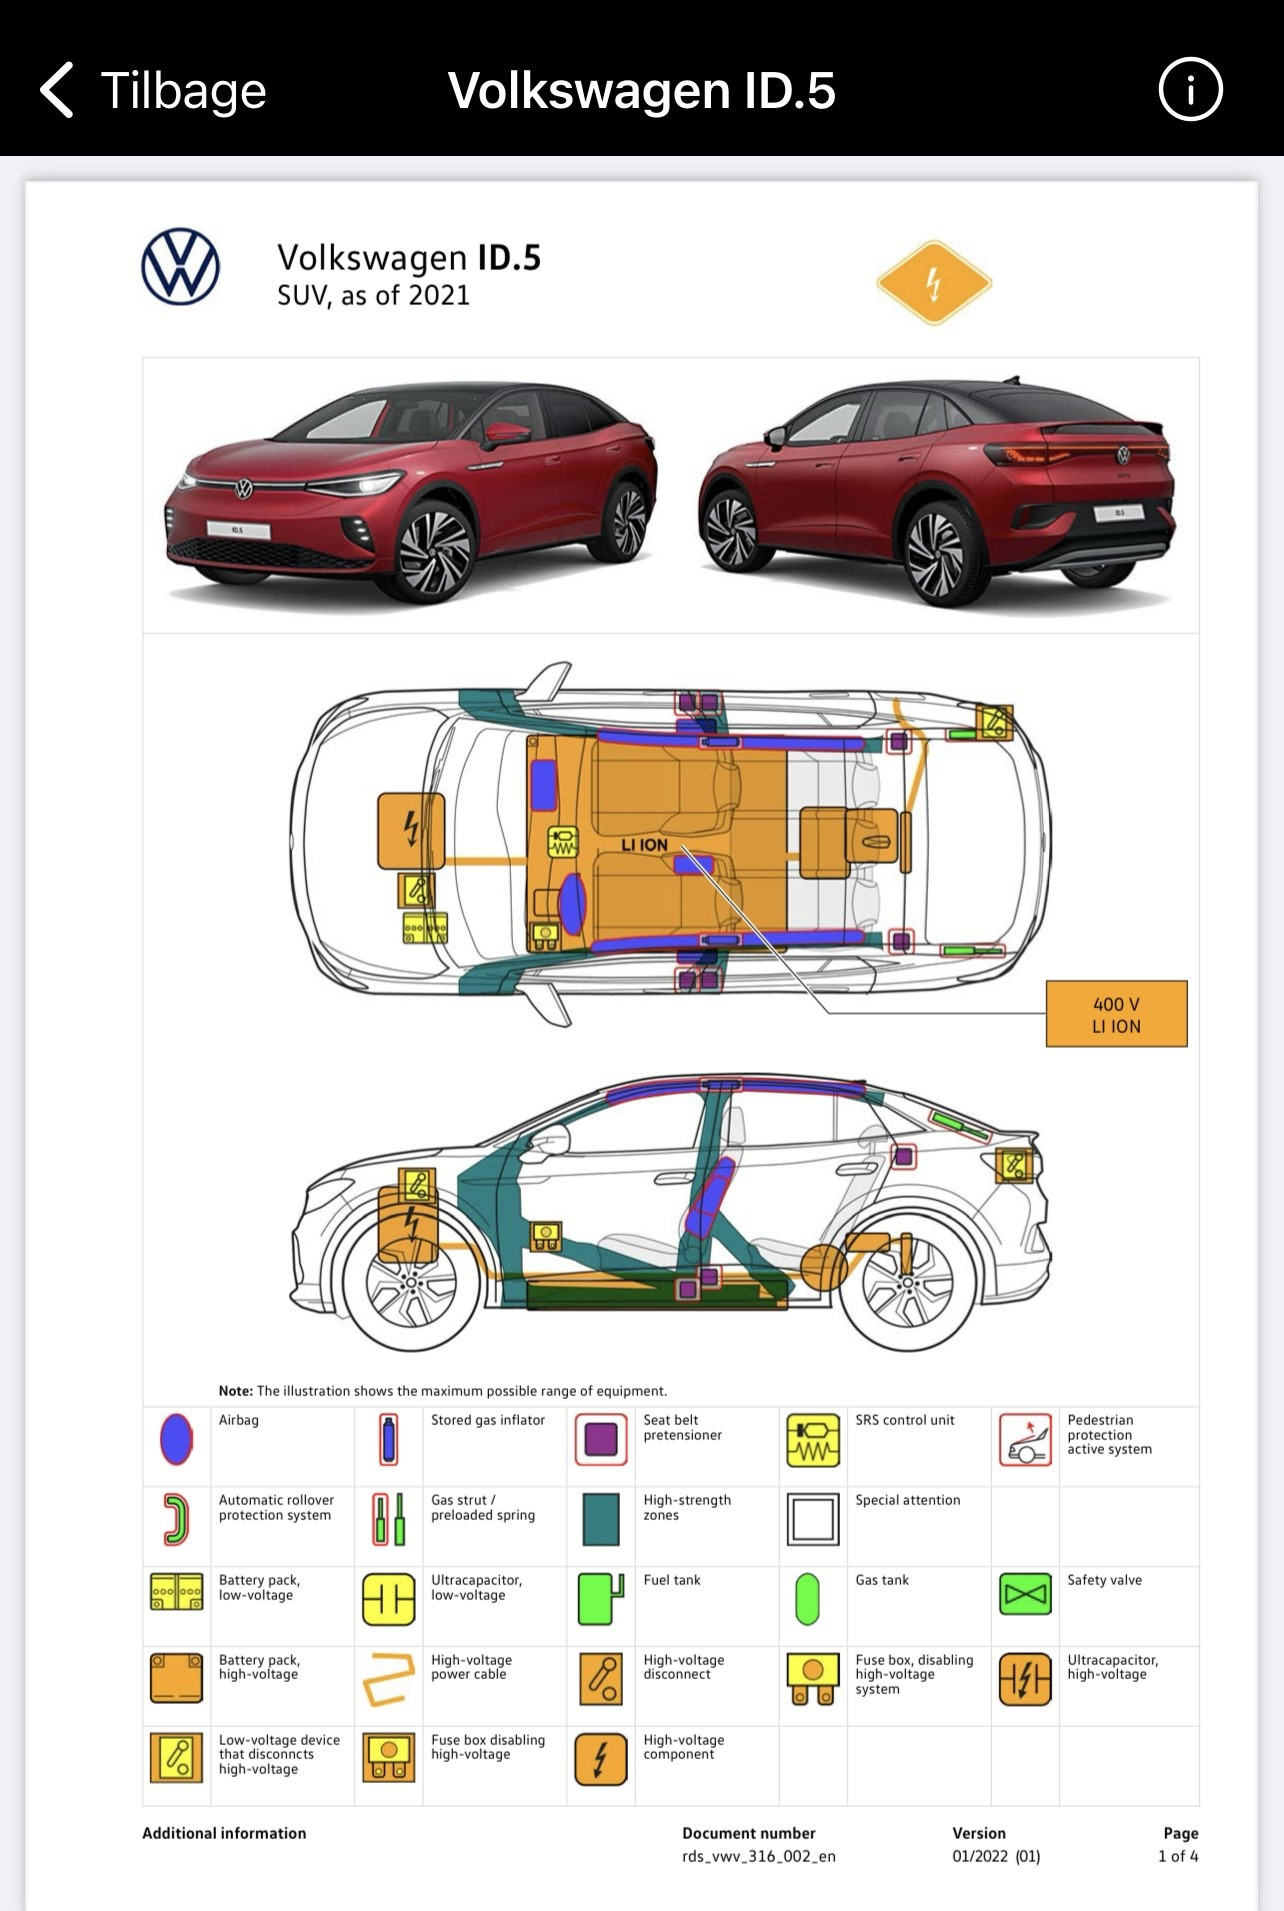 Tilbage
Volkswagen ID.5
Volkswagen ID.5
SUV, as of 2021
ID.5
ID.5
LI ION
400 V
LI ION
Note: The illustration shows the maximum possible range of equipment.
Airbag
Stored gas inflator
Seat belt
pretensioner
SRS control unit
Pedestrian
protection
active system
Automatic rollover
protection system
Gas strut /
preloaded spring
High-strength
zones
Special attention
Battery pack,
low-voltage
Ultracapacitor,
low-voltage
Fuel tank
Gas tank
Safety valve
Battery pack,
high-voltage
High-voltage
power cable
High-voltage
disconnect
Fuse box, disabling
high-voltage
system
Ultracapacitor,
high-voltage
Low-voltage device
that disconncts
high-voltage
Fuse box disabling
high-voltage
High-voltage
component
Additional information
Document number
rds_vwv_316_002_en
Version
01/2022 (01)
Page
1 of 4